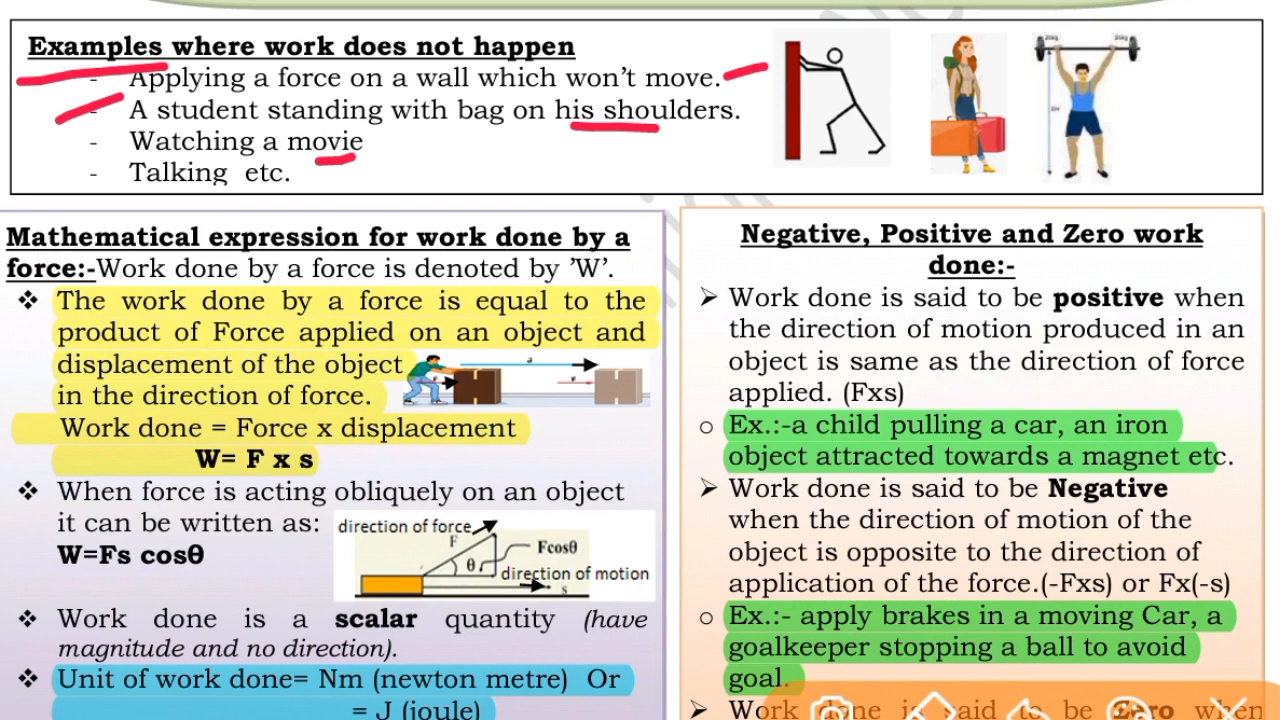 Examples where work does not happen
- Applying a force on a wall which won't move.
- A student standing with bag on his shoulders.
- Watching a movie
- Talking etc.
Mathematical expression for work done by a
force:-Work done by a force is denoted by 'W'.
❖ The work done by a force is equal to the
product of Force applied on an object and
displacement of the object
in the direction of force.
Work done = Force x displacement
W= F x s
❖ When force is acting obliquely on an object
it can be written as:
W=Fs cosθ
direction of force
F
Fcosθ
θ
direction of motion
s
❖ Work done is a scalar quantity (have
magnitude and no direction).
❖ Unit of work done= Nm (newton metre) Or
= J (joule)
Negative, Positive and Zero work
done:-
➢ Work done is said to be positive when
the direction of motion produced in an
object is same as the direction of force
applied. (Fxs)
o Ex.:-a child pulling a car, an iron
object attracted towards a magnet etc.
➢ Work done is said to be Negative
when the direction of motion of the
object is opposite to the direction of
application of the force.(-Fxs) or Fx(-s)
o Ex.:- apply brakes in a moving Car, a
goalkeeper stopping a ball to avoid
goal.
➢ Work done is said to be Zero when